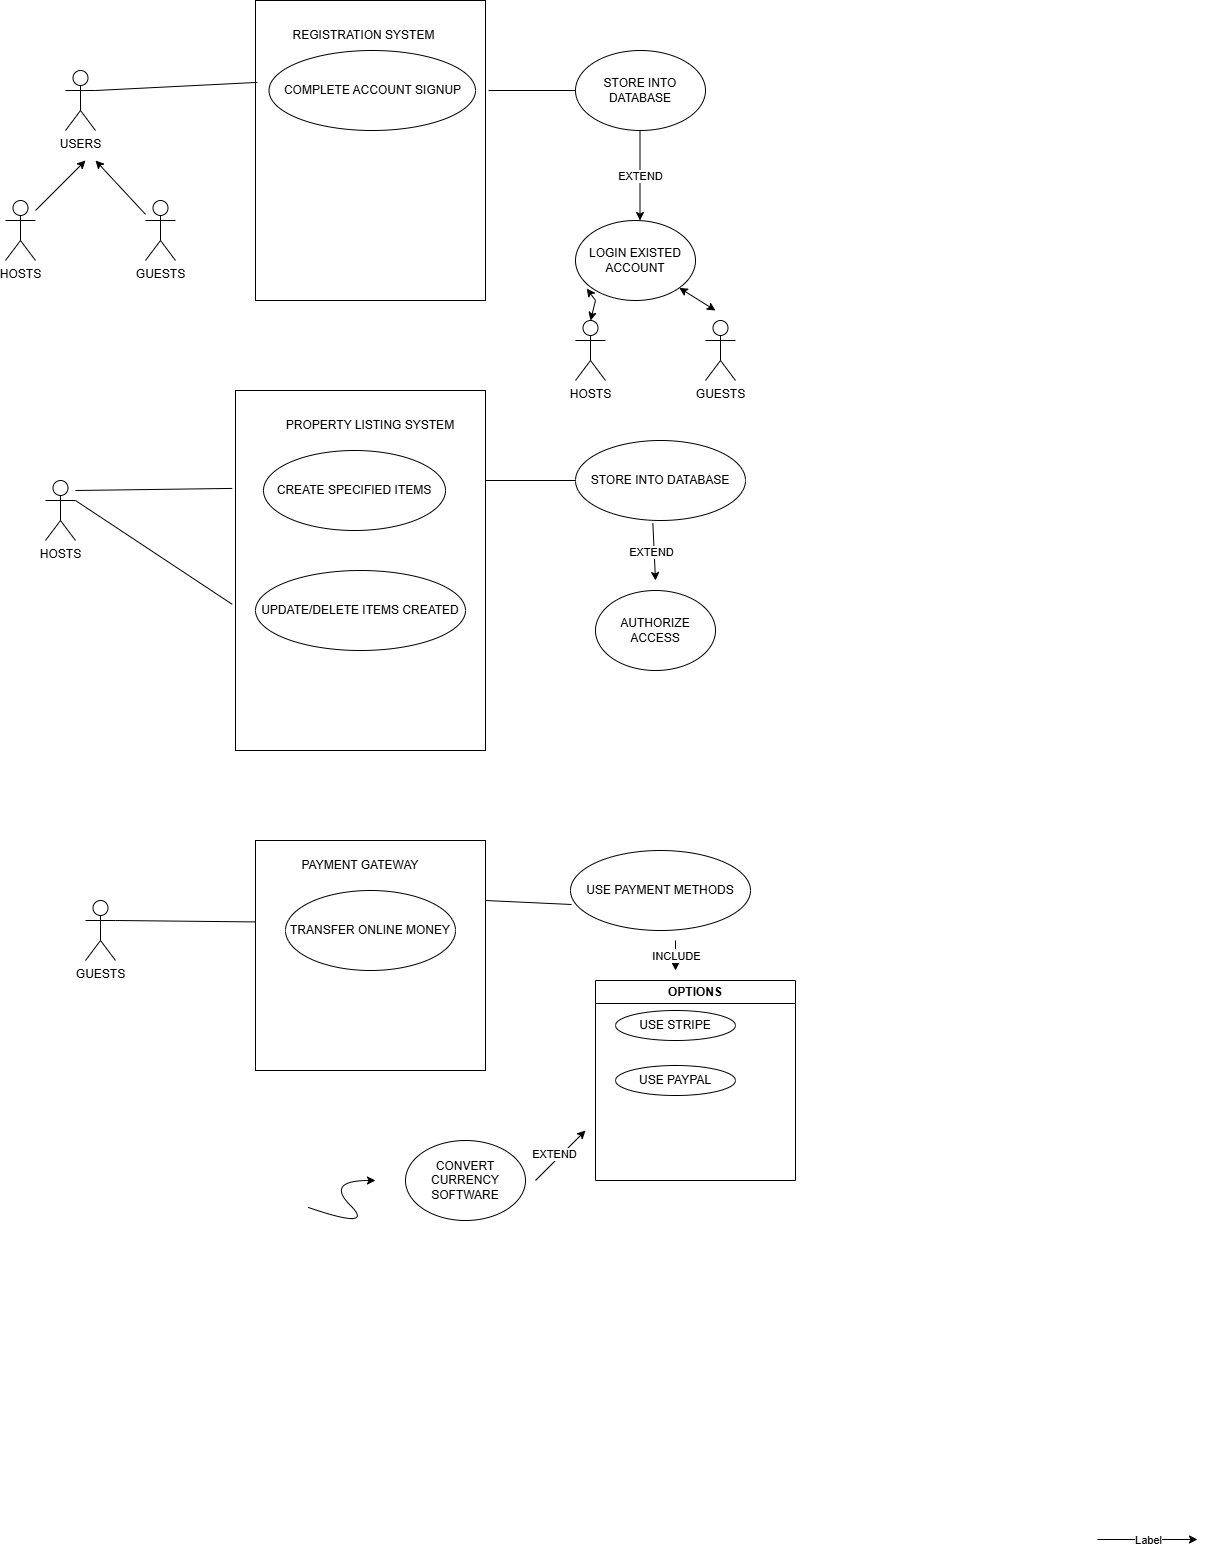 REGISTRATION SYSTEM
COMPLETE ACCOUNT SIGNUP
STORE INTO
DATABASE
USERS
EXTEND
HOSTS
GUESTS
LOGIN EXISTED
ACCOUNT
HOSTS
GUESTS
PROPERTY LISTING SYSTEM
CREATE SPECIFIED ITEMS
STORE INTO DATABASE
HOSTS
EXTEND
UPDATE/DELETE ITEMS CREATED
AUTHORIZE
ACCESS
PAYMENT GATEWAY
USE PAYMENT METHODS
TRANSFER ONLINE MONEY
GUESTS
INCLUDE
OPTIONS
USE STRIPE
USE PAYPAL
EXTEND
CONVERT
CURRENCY
SOFTWARE
Label